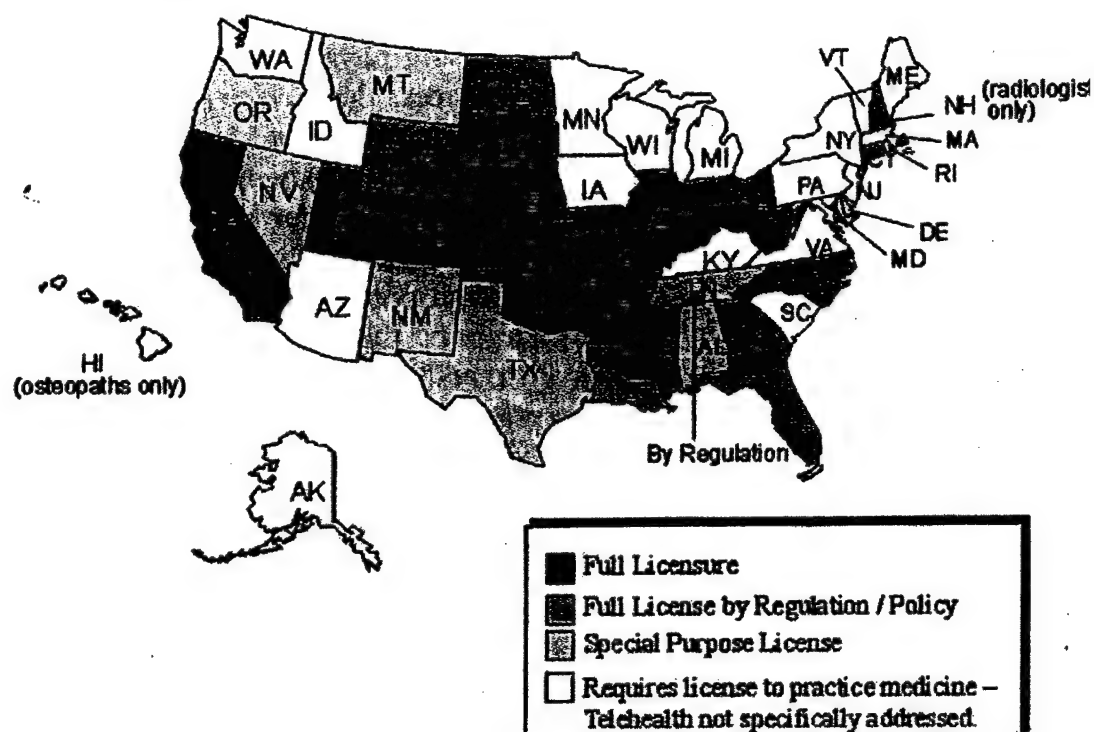 WA
MT
OR
ID
NV
AZ
NM
TX
MN
WI
MI
IA
KY
VA
SC
AL
PA
NY
NJ
VT
ME
NH (radiologist only)
MA
RI
DE
MD
HI
(osteopaths only)
AK
By Regulation
Full Licensure
Full License by Regulation / Policy
Special Purpose License
Requires license to practice medicine –
Telehealth not specifically addressed.